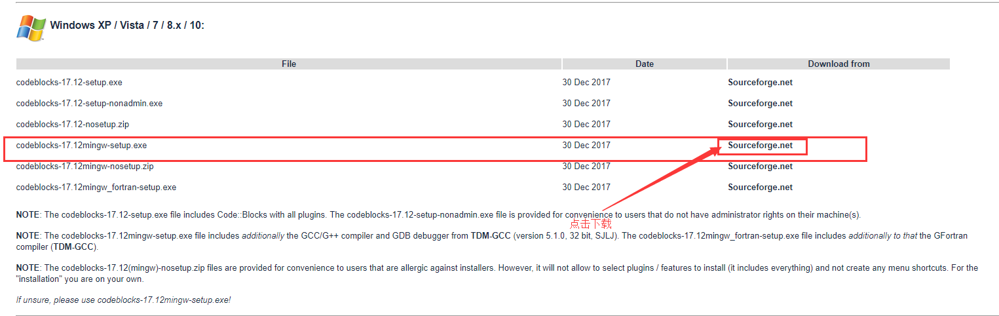 Windows XP / Vista / 7 / 8.x / 10:
File Date Download from
codeblocks-17.12-setup.exe 30 Dec 2017 Sourceforge.net
codeblocks-17.12-setup-nonadmin.exe 30 Dec 2017 Sourceforge.net
codeblocks-17.12-nosetup.zip 30 Dec 2017 Sourceforge.net
codeblocks-17.12mingw-setup.exe 30 Dec 2017 Sourceforge.net
codeblocks-17.12mingw-nosetup.zip 30 Dec 2017 Sourceforge.net
codeblocks-17.12mingw_fortran-setup.exe 30 Dec 2017 Sourceforge.net
NOTE: The codeblocks-17.12-setup.exe file includes Code::Blocks with all plugins. The codeblocks-17.12-setup-nonadmin.exe file is provided for convenience to users that do not have administrator rights on their machine(s).
点击下载
NOTE: The codeblocks-17.12mingw-setup.exe file includes additionally the GCC/G++ compiler and GDB debugger from TDM-GCC (version 5.1.0, 32 bit, SJLJ). The codeblocks-17.12mingw_fortran-setup.exe file includes additionally to that the GFortran
compiler (TDM-GCC).
NOTE: The codeblocks-17.12(mingw)-nosetup.zip files are provided for convenience to users that are allergic against installers. However, it will not allow to select plugins / features to install (it includes everything) and not create any menu shortcuts. For the
"installation" you are on your own.
If unsure, please use codeblocks-17.12mingw-setup.exe!